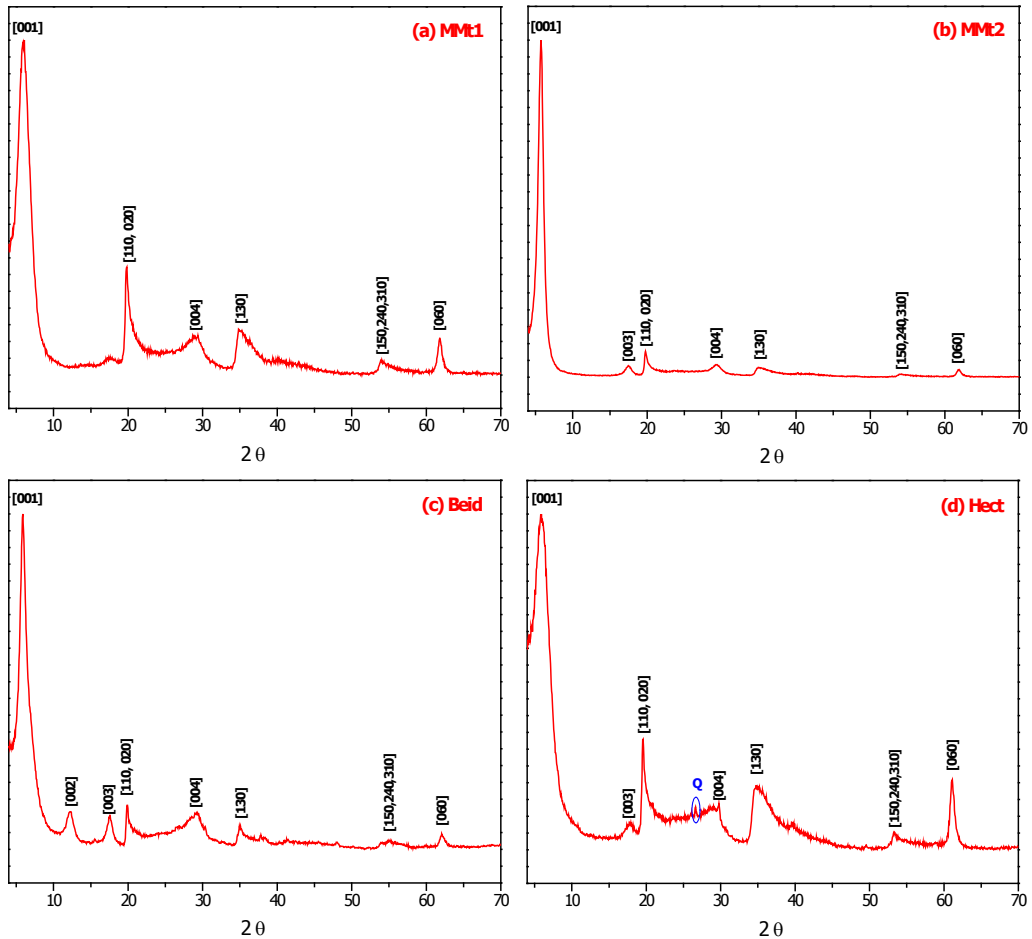 [001]
(a) MMt1
[110, 020]
[004]
[130]
[150,240,310]
[060]
10 20 30 40 50 60 70
2 θ
[001]
(b) MMt2
[003]
[110, 020]
[004]
[130]
[150,240,310]
[060]
10 20 30 40 50 60 70
2 θ
[001]
(c) Beid
[002]
[003]
[110, 020]
[004]
[130]
[150,240,310]
[060]
10 20 30 40 50 60 70
2 θ
[001]
(d) Hect
[003]
[110, 020]
Q
[004]
[130]
[150,240,310]
[060]
10 20 30 40 50 60 70
2 θ